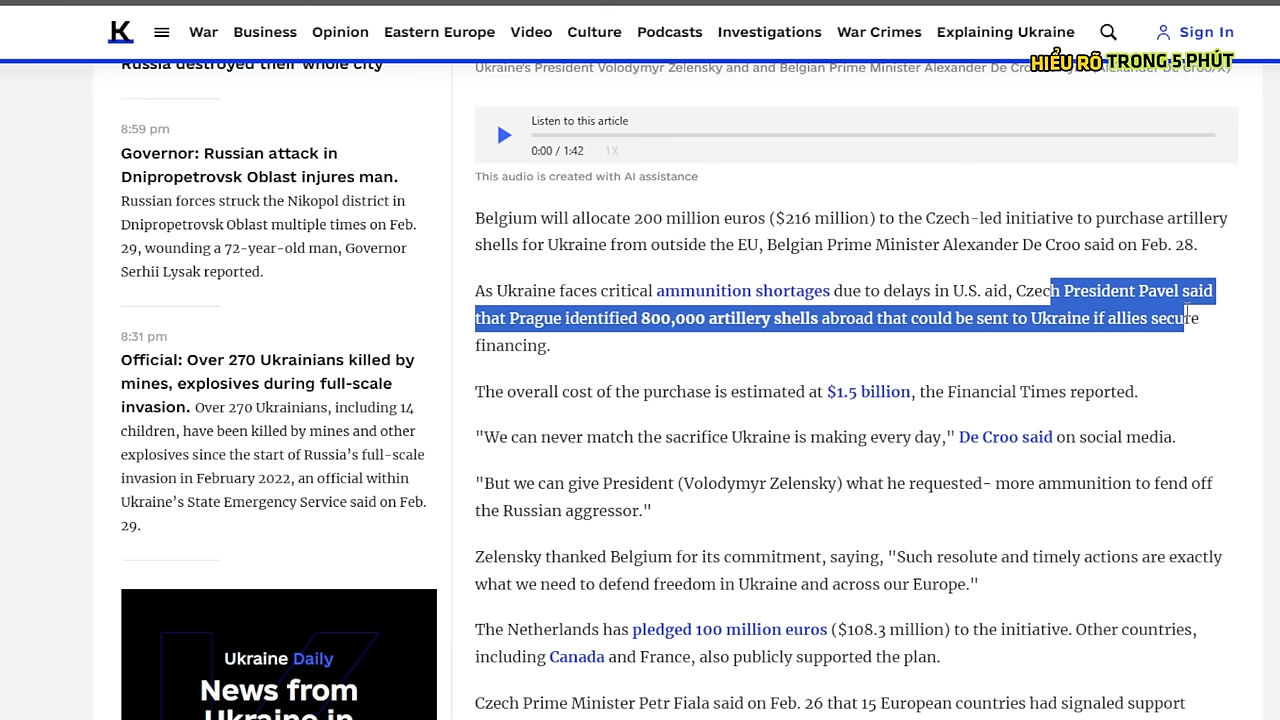 K
War Business Opinion Eastern Europe Video Culture Podcasts Investigations War Crimes Explaining Ukraine Sign In
HIỂU RÕ TRONG 5 PHÚT
Russia destroyed their whole city
8:59 pm
Governor: Russian attack in
Dnipropetrovsk Oblast injures man.
Russian forces struck the Nikopol district in
Dnipropetrovsk Oblast multiple times on Feb.
29, wounding a 72-year-old man, Governor
Serhii Lysak reported.
8:31 pm
Official: Over 270 Ukrainians killed by
mines, explosives during full-scale
invasion. Over 270 Ukrainians, including 14
children, have been killed by mines and other
explosives since the start of Russia’s full-scale
invasion in February 2022, an official within
Ukraine’s State Emergency Service said on Feb.
29.
Ukraine Daily
News from
Ukraine in
Ukraine's President Volodymyr Zelensky and and Belgian Prime Minister Alexander De Cro
Listen to this article
0:00 / 1:42 1X
This audio is created with AI assistance
Belgium will allocate 200 million euros ($216 million) to the Czech-led initiative to purchase artillery
shells for Ukraine from outside the EU, Belgian Prime Minister Alexander De Croo said on Feb. 28.
As Ukraine faces critical ammunition shortages due to delays in U.S. aid, Czech President Pavel said
that Prague identified 800,000 artillery shells abroad that could be sent to Ukraine if allies secure
financing.
The overall cost of the purchase is estimated at $1.5 billion, the Financial Times reported.
"We can never match the sacrifice Ukraine is making every day," De Croo said on social media.
"But we can give President (Volodymyr Zelensky) what he requested- more ammunition to fend off
the Russian aggressor."
Zelensky thanked Belgium for its commitment, saying, "Such resolute and timely actions are exactly
what we need to defend freedom in Ukraine and across our Europe."
The Netherlands has pledged 100 million euros ($108.3 million) to the initiative. Other countries,
including Canada and France, also publicly supported the plan.
Czech Prime Minister Petr Fiala said on Feb. 26 that 15 European countries had signaled support